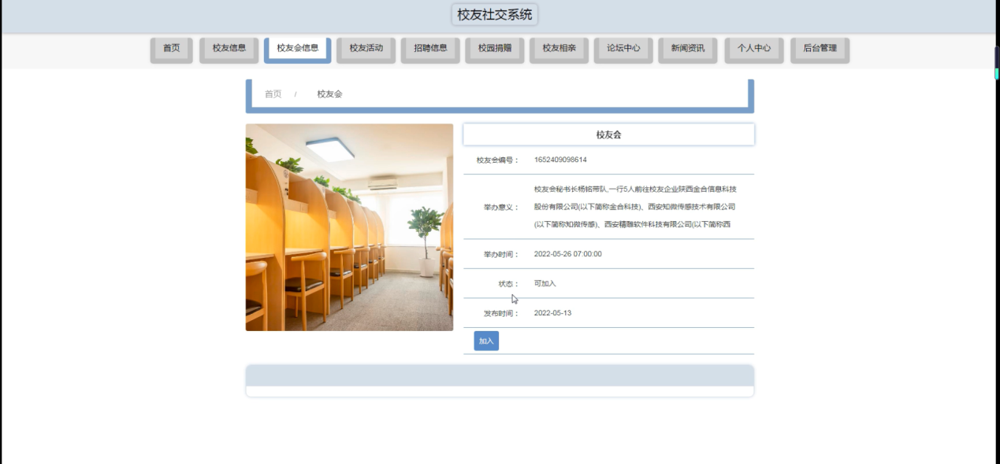 校友社交系统
首页 校友信息 校友会信息 校友活动 招聘信息 校园捐赠 校友相亲 论坛中心 新闻资讯 个人中心 后台管理
首页 / 校友会
校友会
校友会编号： 1652409098614
校友会秘书长杨铭带队,一行5人前往校友企业陕西金合信息科技
举办意义： 股份有限公司(以下简称金合科技)、西安知微传感技术有限公司
(以下简称知微传感)、西安精雕软件科技有限公司(以下简称西
举办时间： 2022-05-26 07:00:00
状态： 可加入
发布时间： 2022-05-13
加入